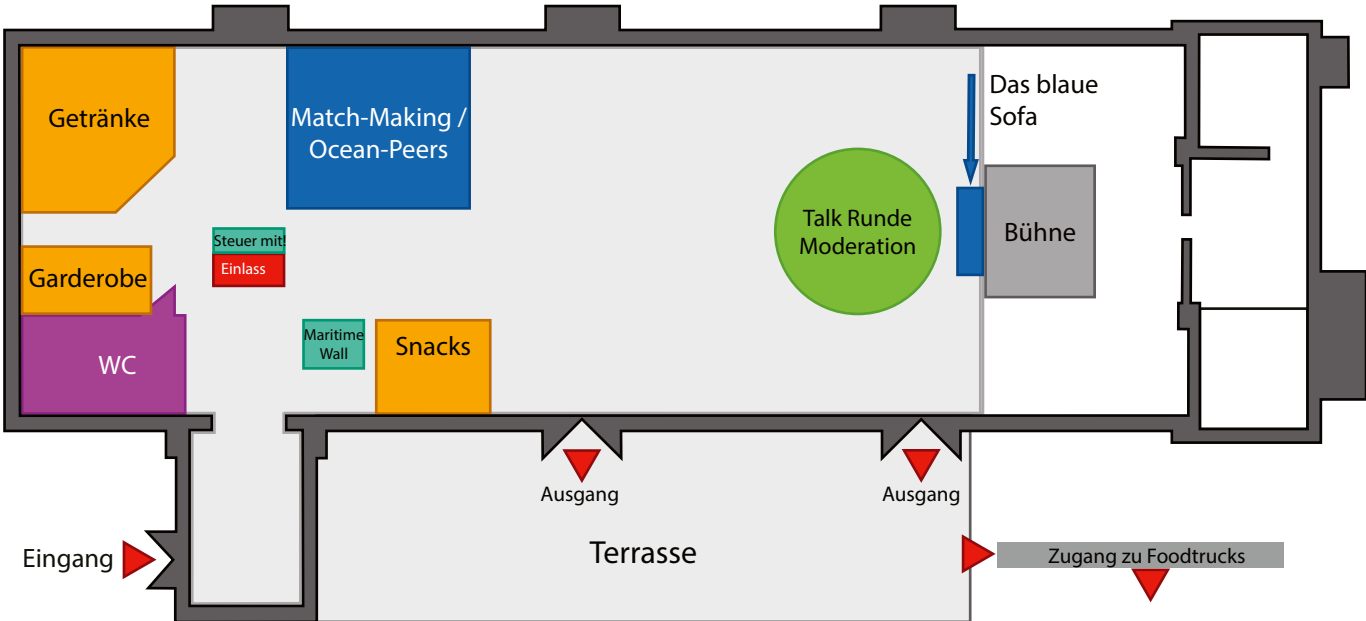 Das blaue
Sofa
Getränke
Match-Making /
Ocean-Peers
Talk Runde
Moderation
Bühne
Steuer mit!
Einlass
Garderobe
Maritime
Wall
Snacks
WC
Ausgang
Ausgang
Eingang
Terrasse
Zugang zu Foodtrucks